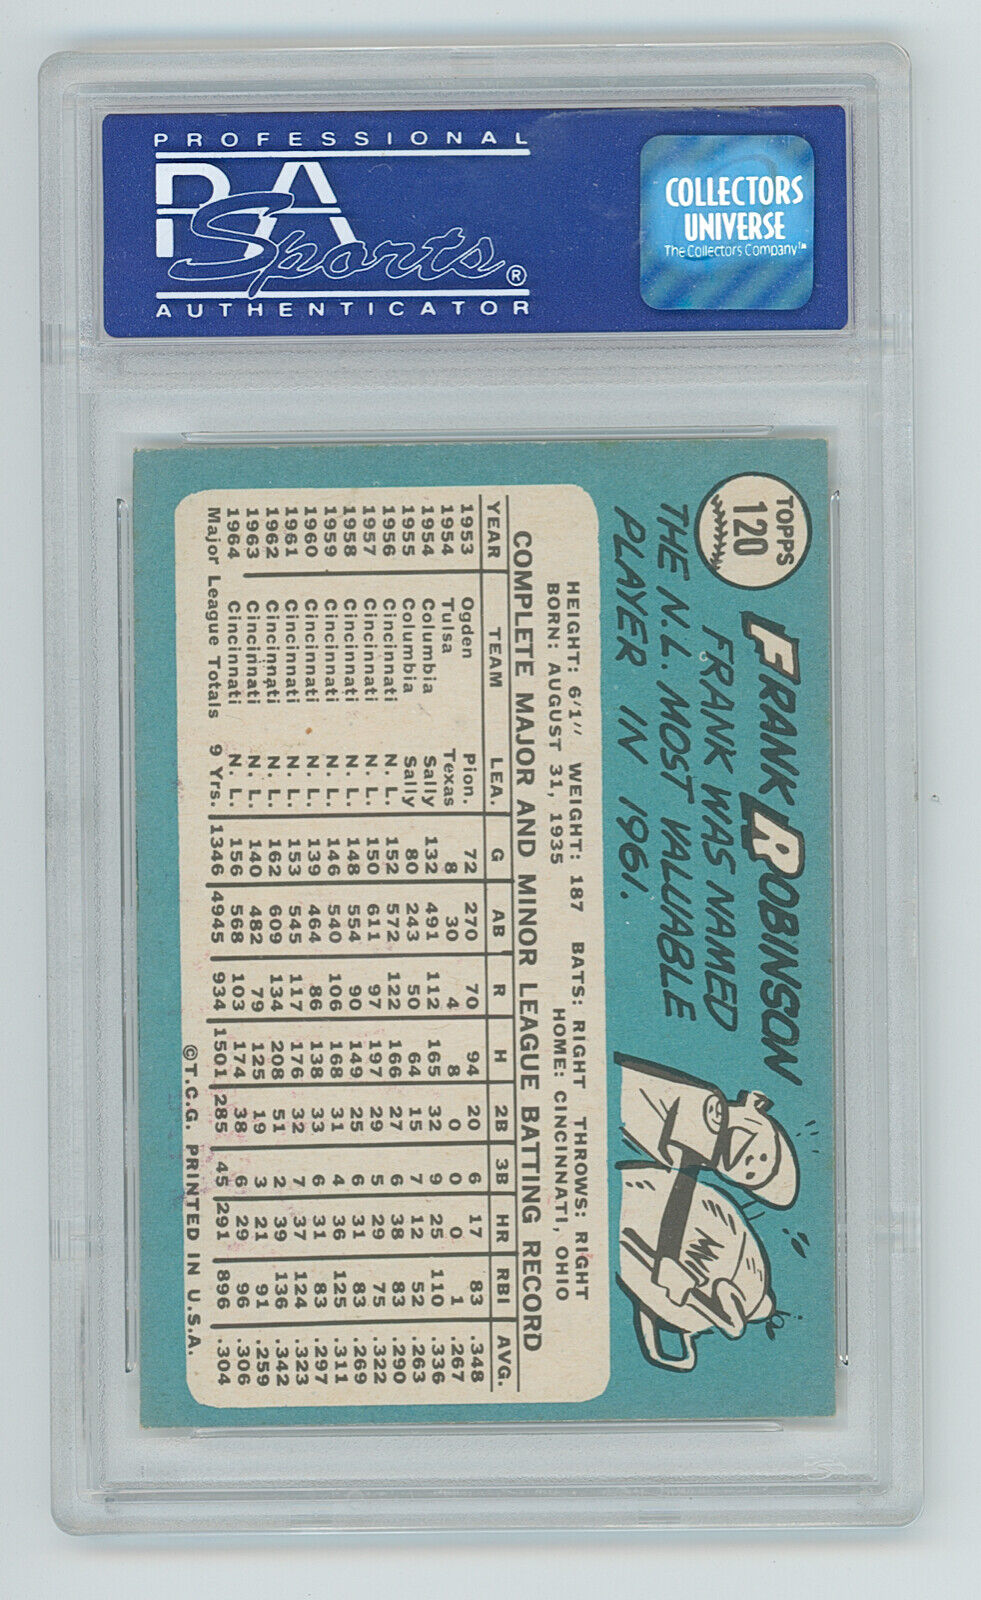 PROFESSIONAL
PSA
Sports®
AUTHENTICATOR
COLLECTORS
UNIVERSE
The Collectors Company™
TOPPS
120
FRANK ROBINSON
FRANK WAS NAMED
THE N.L. MOST VALUABLE
PLAYER IN 1961.
MVP
HEIGHT: 6'1" WEIGHT: 187 BATS: RIGHT THROWS: RIGHT
BORN: AUGUST 31, 1935 HOME: CINCINNATI, OHIO
COMPLETE MAJOR AND MINOR LEAGUE BATTING RECORD
YEAR TEAM LEA. G AB R H 2B 3B HR RBI AVG.
1953 Ogden Pion. 72 270 70 94 20 6 17 83 .348
1954 Tulsa Texas 8 30 4 8 0 0 0 1 .267
1954 Columbia Sally 132 491 112 165 32 9 25 110 .336
1955 Columbia Sally 80 243 50 64 15 7 12 52 .263
1956 Cincinnati N. L. 152 572 122 166 27 6 38 83 .290
1957 Cincinnati N. L. 150 611 97 197 29 5 29 75 .322
1958 Cincinnati N. L. 148 554 90 149 25 6 31 83 .269
1959 Cincinnati N. L. 146 540 106 168 31 4 36 125 .311
1960 Cincinnati N. L. 139 464 86 138 33 6 31 83 .297
1961 Cincinnati N. L. 153 545 117 176 32 7 37 124 .323
1962 Cincinnati N. L. 162 609 134 208 51 2 39 136 .342
1963 Cincinnati N. L. 140 482 79 125 19 3 21 91 .259
1964 Cincinnati N. L. 156 568 103 174 38 6 29 96 .306
Major League Totals 9 Yrs. 1346 4945 934 1501 285 45 291 896 .304
©T.C.G. PRINTED IN U.S.A.